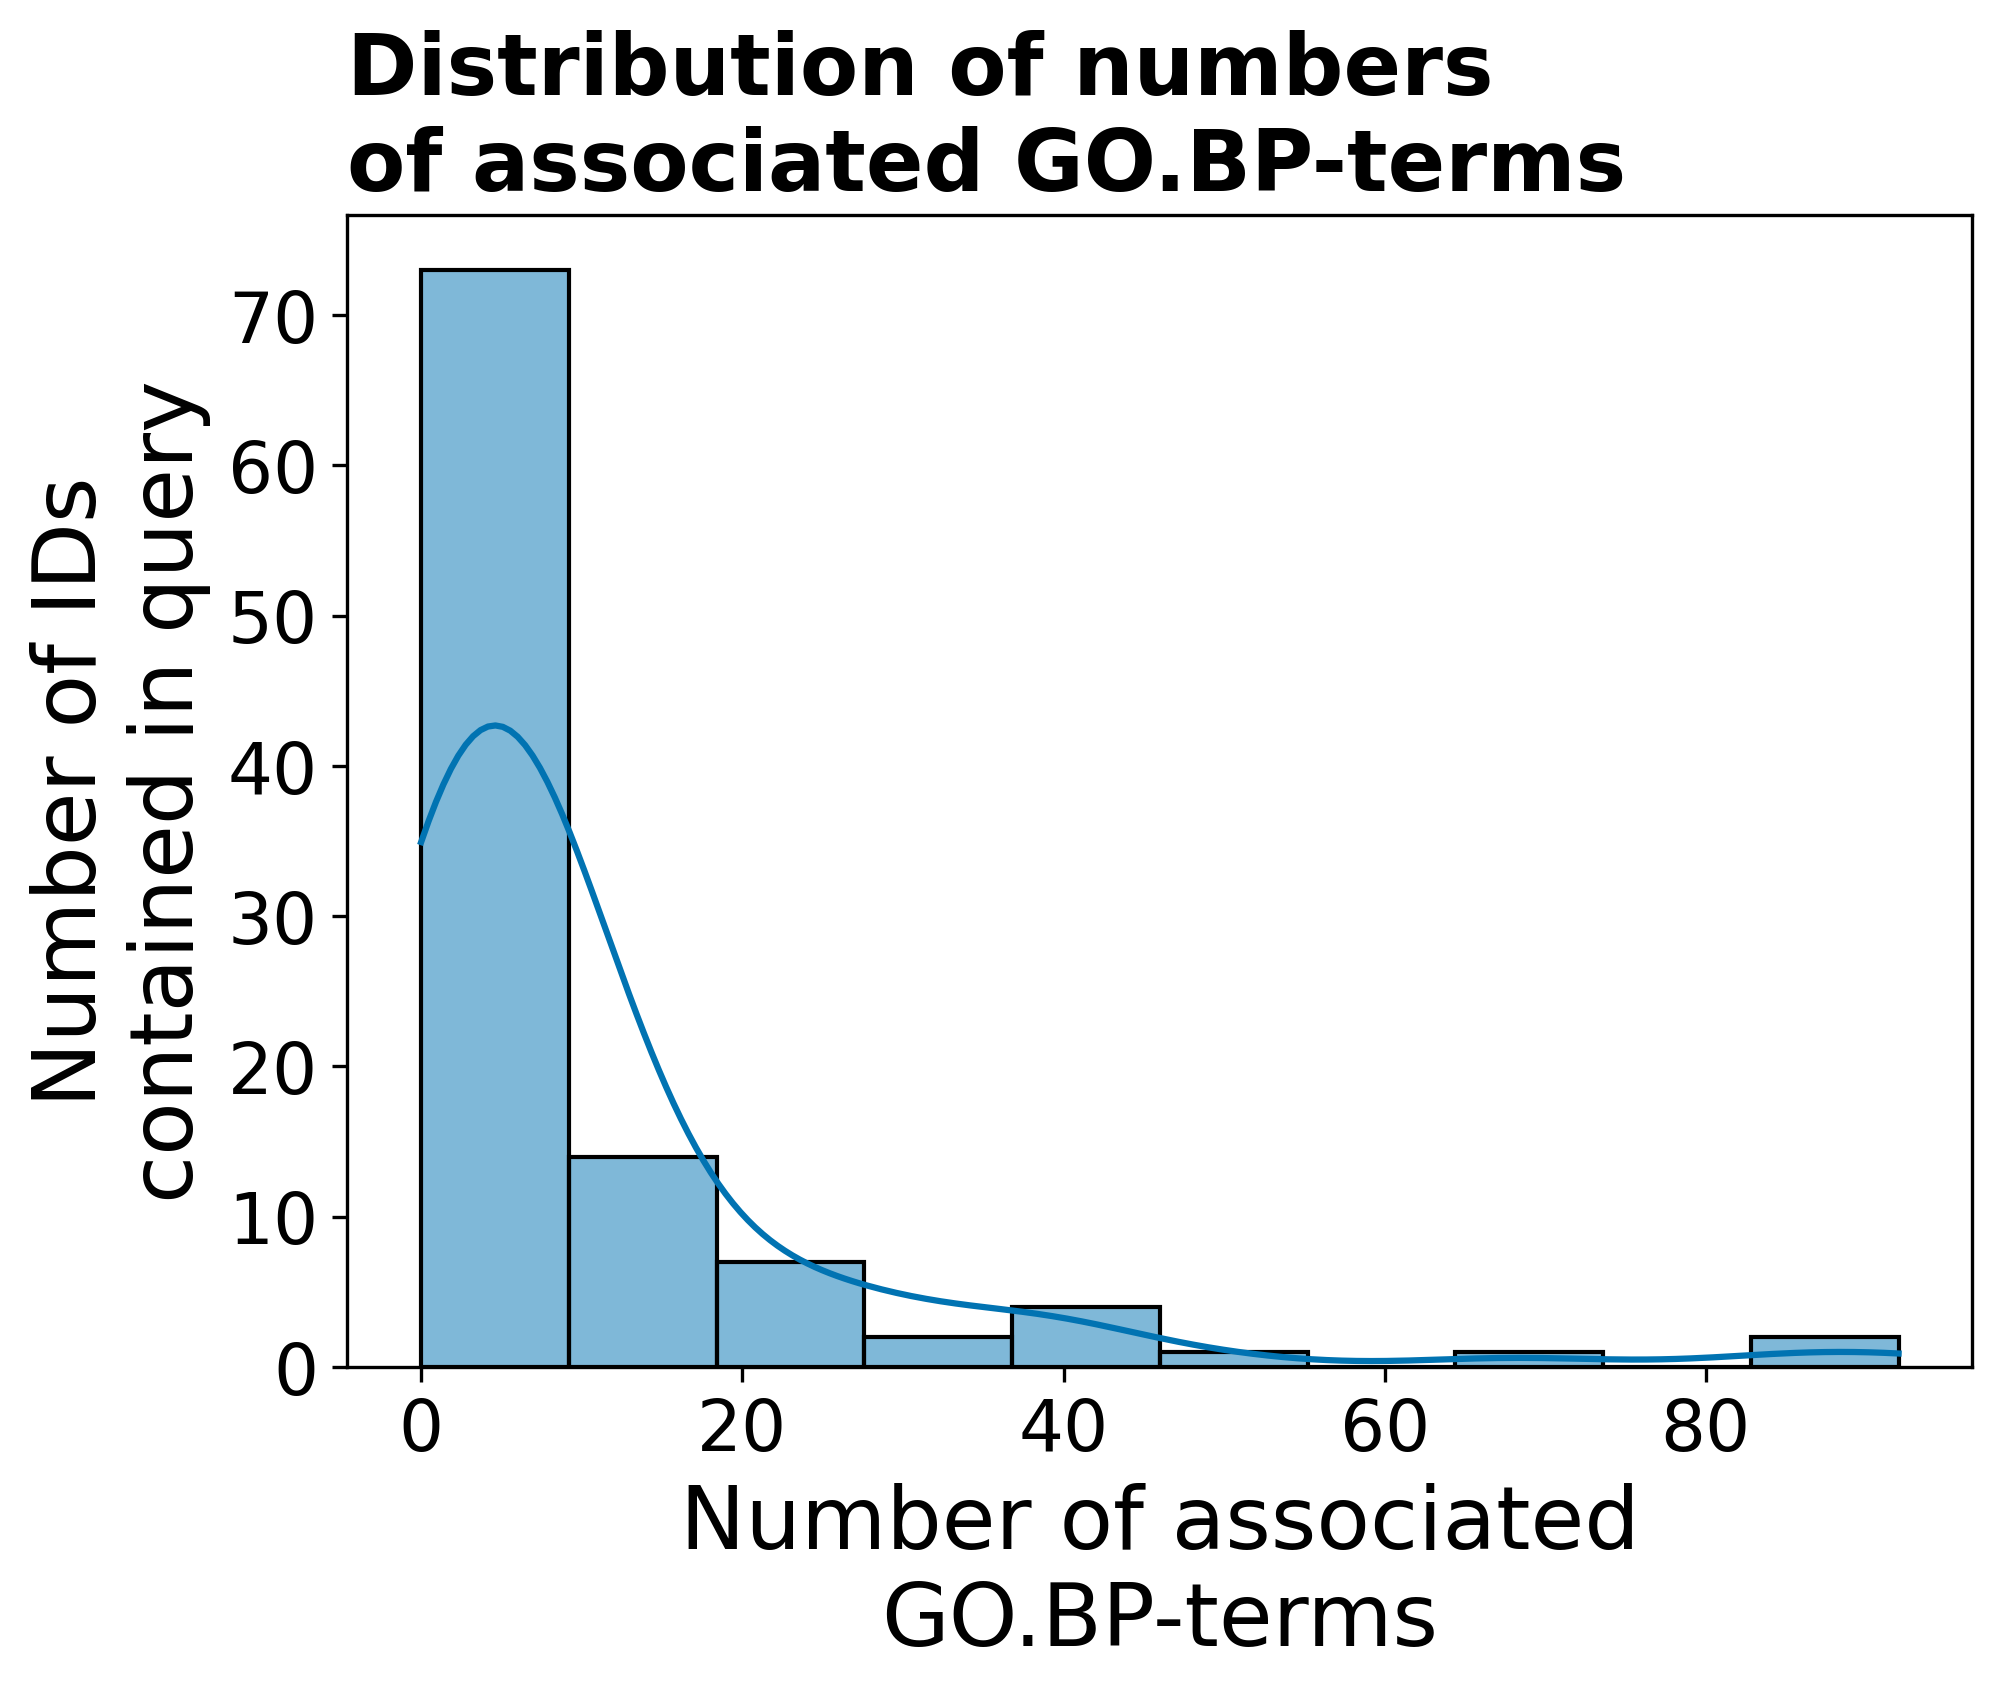 Distribution of numbers
of associated GO.BP-terms
Number of IDs
contained in query
70
60
50
40
30
20
10
0
0 20 40 60 80
Number of associated
GO.BP-terms